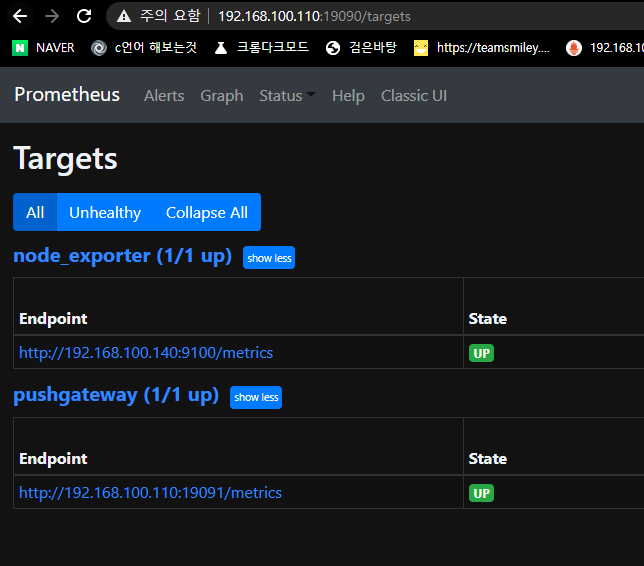 주의 요함 192.168.100.110:19090/targets
N NAVER c언어 해보는것 크롬다크모드 검은바탕 https://teamsmiley.... 192.168.10
Prometheus Alerts Graph Status Help Classic UI
Targets
All Unhealthy Collapse All
node_exporter (1/1 up) show less
Endpoint State
http://192.168.100.140:9100/metrics UP
pushgateway (1/1 up) show less
Endpoint State
http://192.168.100.110:19091/metrics UP